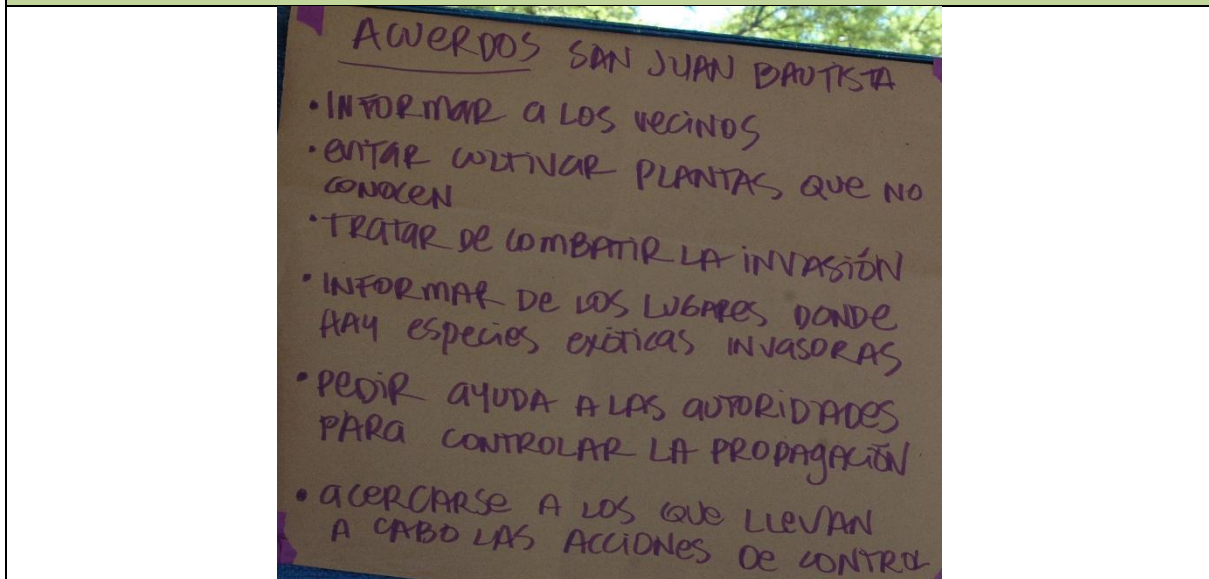 ACUERDOS SAN JUAN BAUTISTA
• INFORMAR A LOS VECINOS
• EVITAR CULTIVAR PLANTAS QUE NO
CONOCEN
• TRATAR DE COMBATIR LA INVASIÓN
• INFORMAR DE LOS LUGARES DONDE
HAY ESPECIES EXÓTICAS INVASORAS
• PEDIR AYUDA A LAS AUTORIDADES
PARA CONTROLAR LA PROPAGACIÓN
• ACERCARSE A LOS QUE LLEVAN
A CABO LAS ACCIONES DE CONTROL